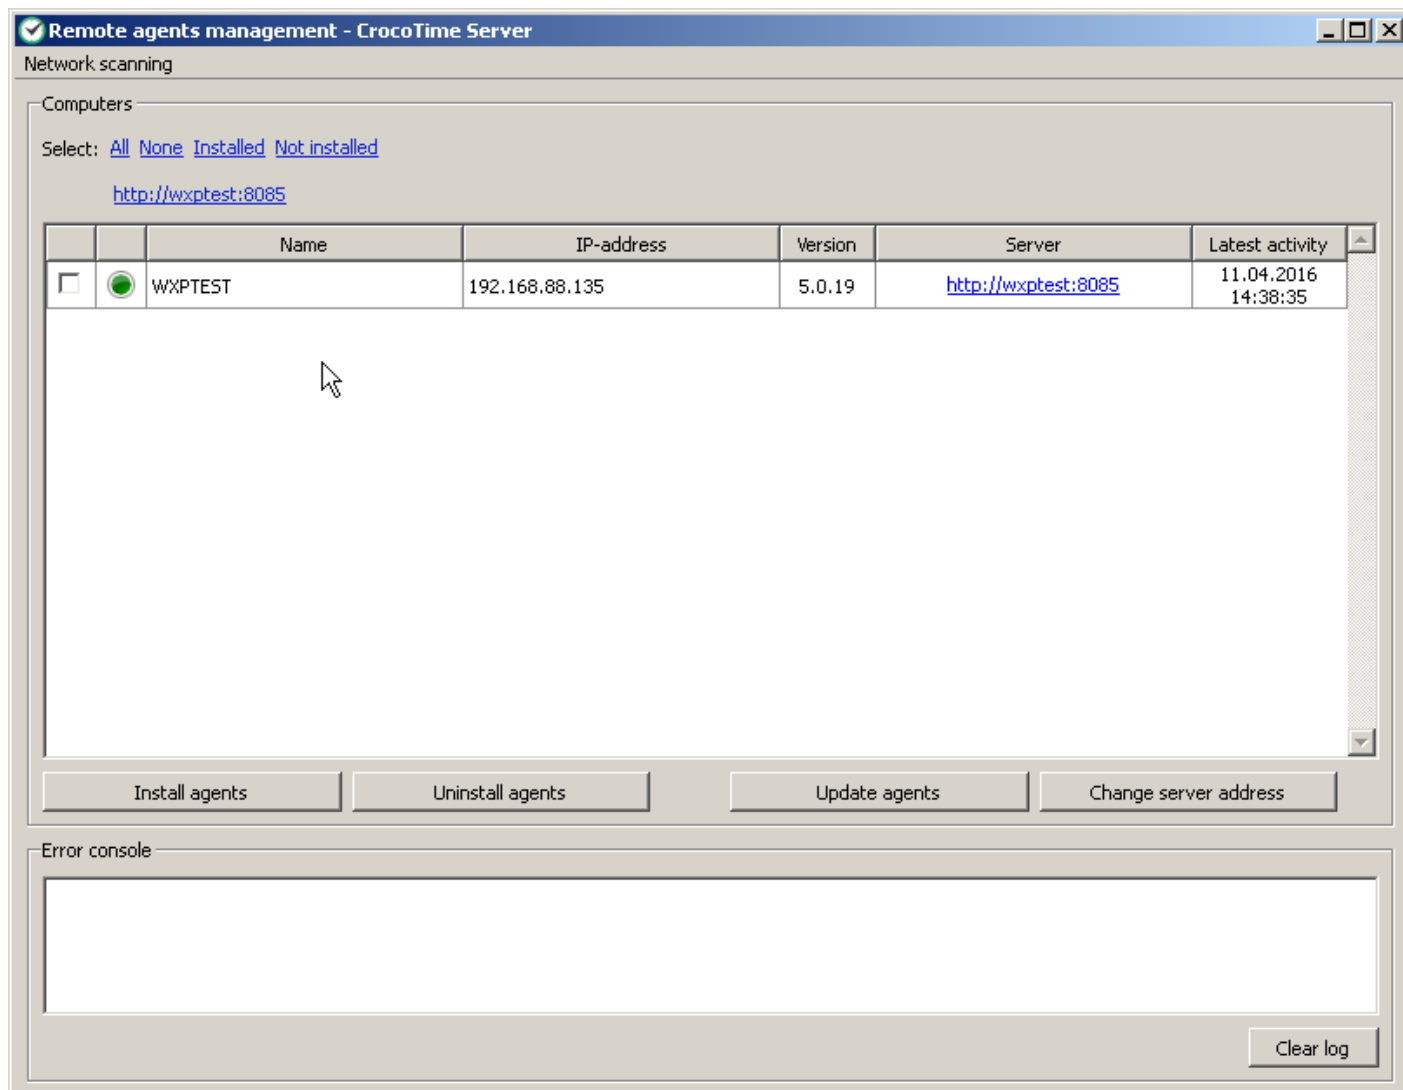 Remote agents management - CrocoTime Server
Network scanning
Computers
Select: All None Installed Not installed
http://wxptest:8085
Name IP-address Version Server Latest activity
WXPTEST 192.168.88.135 5.0.19 http://wxptest:8085 11.04.2016
14:38:35
Install agents Uninstall agents Update agents Change server address
Error console
Clear log